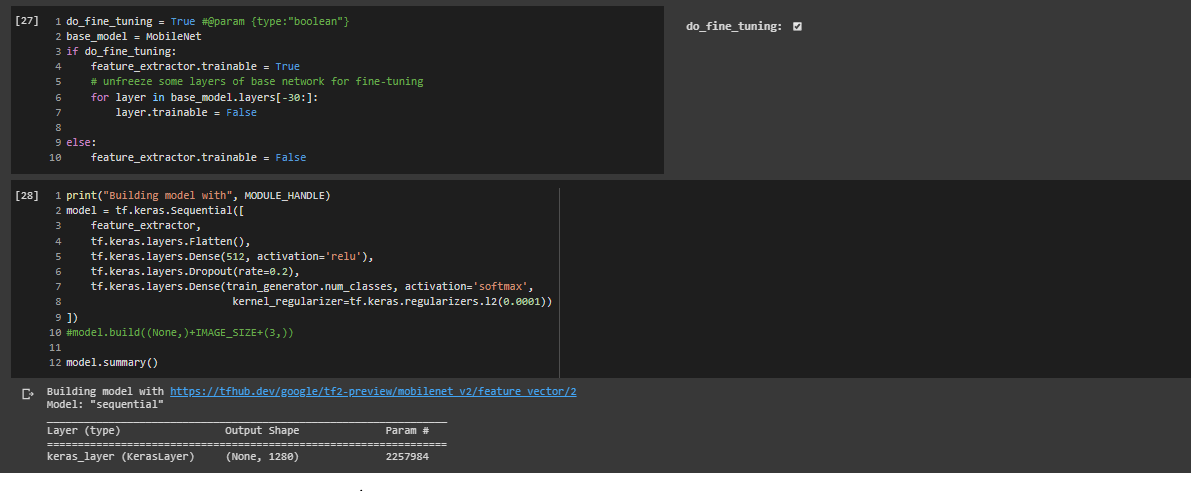 [27] 1 do_fine_tuning = True #@param {type:"boolean"}
2 base_model = MobileNet
3 if do_fine_tuning:
4     feature_extractor.trainable = True
5     # unfreeze some layers of base network for fine-tuning
6     for layer in base_model.layers[-30:]:
7         layer.trainable = False
8
9 else:
10     feature_extractor.trainable = False
do_fine_tuning:
[28] 1 print("Building model with", MODULE_HANDLE)
2 model = tf.keras.Sequential([
3     feature_extractor,
4     tf.keras.layers.Flatten(),
5     tf.keras.layers.Dense(512, activation='relu'),
6     tf.keras.layers.Dropout(rate=0.2),
7     tf.keras.layers.Dense(train_generator.num_classes, activation='softmax',
8                           kernel_regularizer=tf.keras.regularizers.l2(0.0001))
9 ])
10 #model.build((None,)+IMAGE_SIZE+(3,))
11
12 model.summary()
Building model with https://tfhub.dev/google/tf2-preview/mobilenet_v2/feature_vector/2
Model: "sequential"
Layer (type) Output Shape Param #
=================================================================
keras_layer (KerasLayer) (None, 1280) 2257984